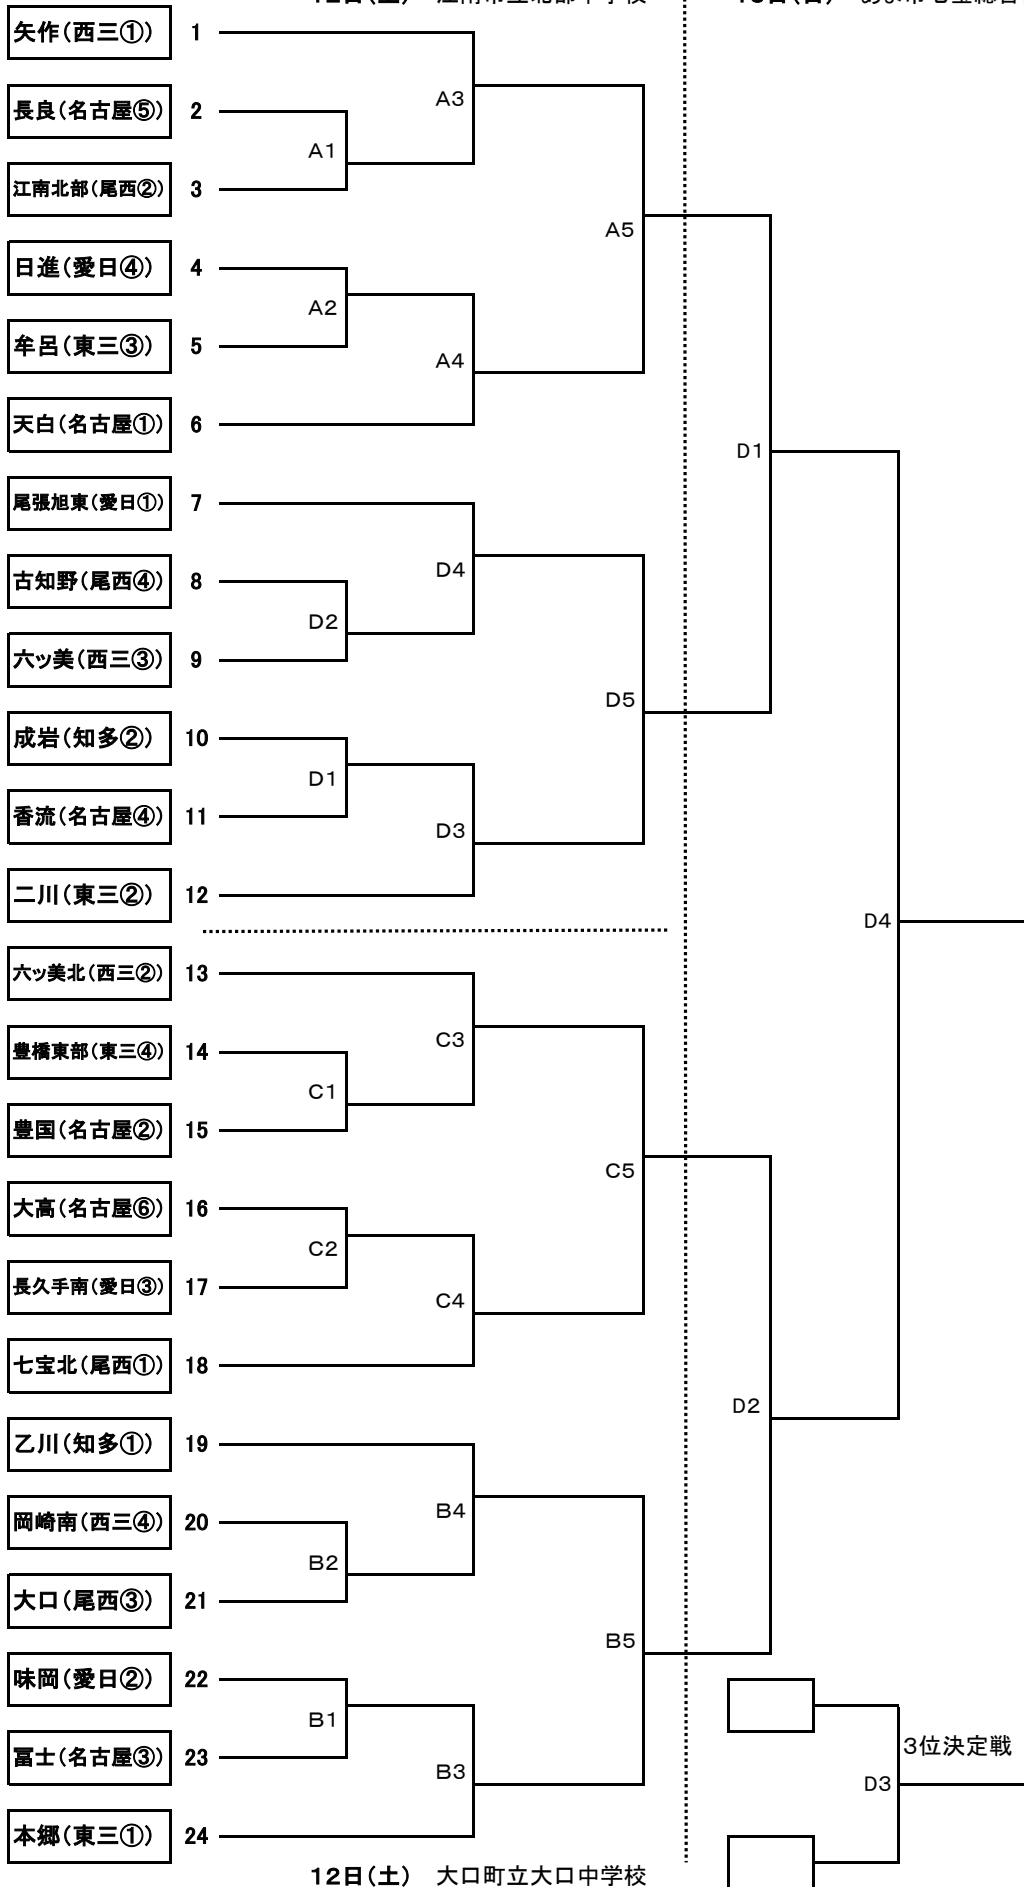 矢作(西三①) 1
A3
長良(名古屋⑤) 2
A1
江南北部(尾西②) 3
A5
日進(愛日④) 4
A2
牟呂(東三③) 5
A4
天白(名古屋①) 6
D1
尾張旭東(愛日①) 7
D4
古知野(尾西④) 8
D2
六ッ美(西三③) 9
D5
成岩(知多②) 10
D1
香流(名古屋④) 11
D3
二川(東三②) 12
D4
六ッ美北(西三②) 13
C3
豊橋東部(東三④) 14
C1
豊国(名古屋②) 15
C5
大高(名古屋⑥) 16
C2
長久手南(愛日③) 17
C4
七宝北(尾西①) 18
D2
乙川(知多①) 19
B4
岡崎南(西三④) 20
B2
大口(尾西③) 21
B5
味岡(愛日②) 22
B1
3位決定戦
冨士(名古屋③) 23
B3
D3
本郷(東三①) 24
12日(土) 大口町立大口中学校